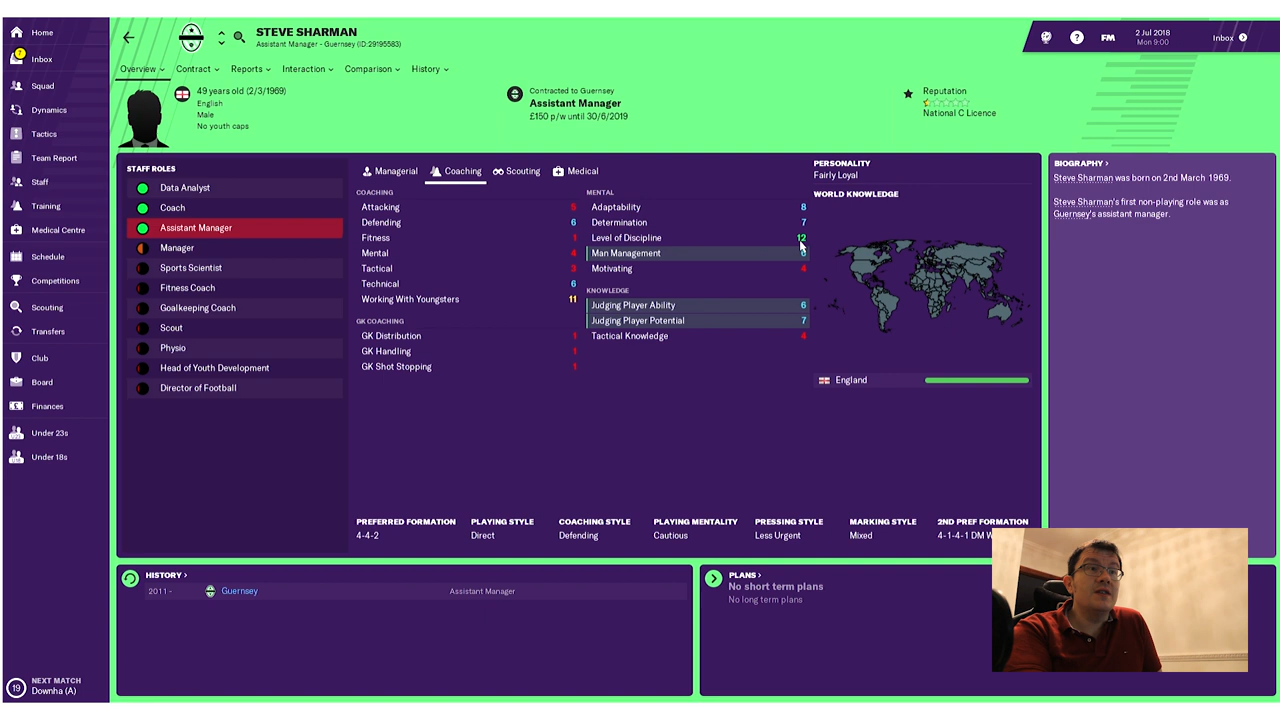 Home
7
Inbox
Squad
Dynamics
Tactics
Team Report
Staff
Training
Medical Centre
Schedule
Competitions
Scouting
Transfers
Club
Board
Finances
Under 23s
Under 18s
19
NEXT MATCH
Downha (A)
STEVE SHARMAN
Assistant Manager - Guernsey (ID:29195583)
FM
2 Jul 2018
Mon 9:00
Inbox
Overview
Contract
Reports
Interaction
Comparison
History
49 years old (2/3/1969)
English
Male
No youth caps
Contracted to Guernsey
Assistant Manager
£150 p/w until 30/6/2019
Reputation
National C Licence
STAFF ROLES
Data Analyst
Coach
Assistant Manager
Manager
Sports Scientist
Fitness Coach
Goalkeeping Coach
Scout
Physio
Head of Youth Development
Director of Football
Managerial
Coaching
Scouting
Medical
COACHING
Attacking 5
Defending 6
Fitness 1
Mental 4
Tactical 3
Technical 6
Working With Youngsters 11
GK COACHING
GK Distribution 1
GK Handling 1
GK Shot Stopping 1
MENTAL
Adaptability 8
Determination 7
Level of Discipline 12
Man Management
Motivating 4
KNOWLEDGE
Judging Player Ability 6
Judging Player Potential 7
Tactical Knowledge 4
PERSONALITY
Fairly Loyal
WORLD KNOWLEDGE
England
PREFERRED FORMATION
4-4-2
PLAYING STYLE
Direct
COACHING STYLE
Defending
PLAYING MENTALITY
Cautious
PRESSING STYLE
Less Urgent
MARKING STYLE
Mixed
2ND PREF FORMATION
4-1-4-1 DM W
BIOGRAPHY >
Steve Sharman was born on 2nd March 1969.
Steve Sharman's first non-playing role was as
Guernsey's assistant manager.
HISTORY >
2011 - Guernsey Assistant Manager
PLANS >
No short term plans
No long term plans